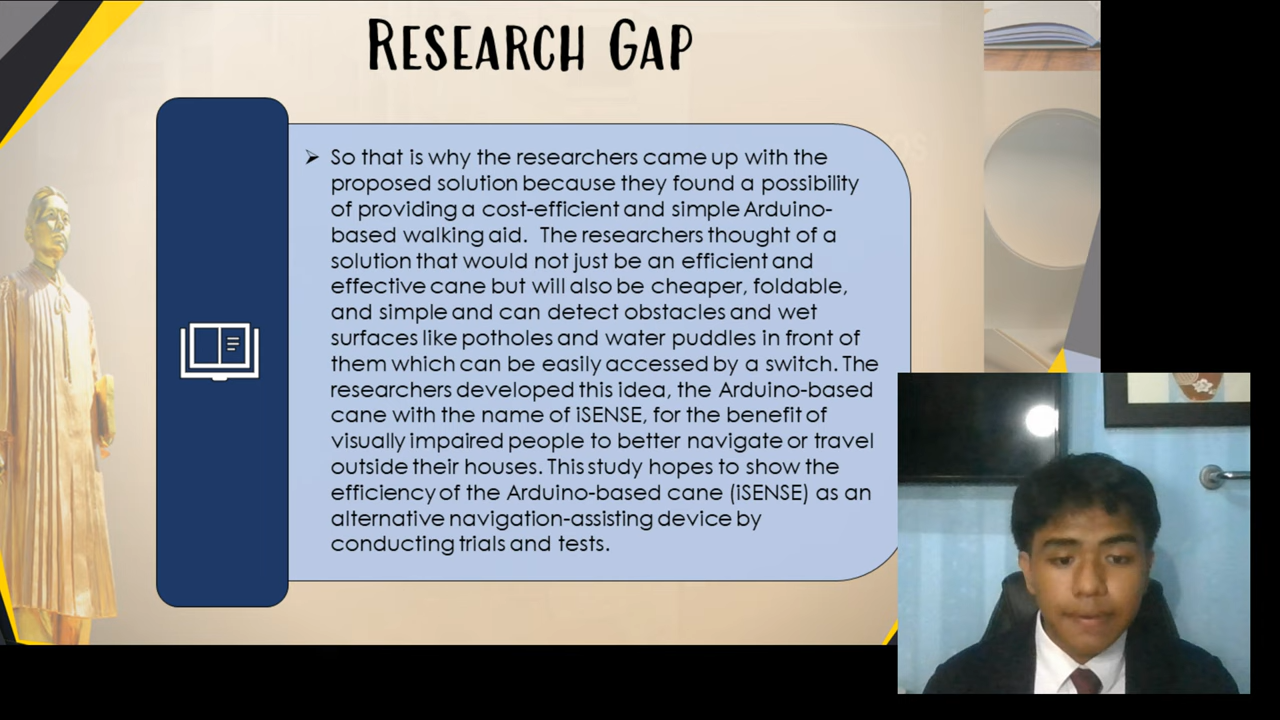 RESEARCH GAP
➤ So that is why the researchers came up with the
proposed solution because they found a possibility
of providing a cost-efficient and simple Arduino-
based walking aid.  The researchers thought of a
solution that would not just be an efficient and
effective cane but will also be cheaper, foldable,
and simple and can detect obstacles and wet
surfaces like potholes and water puddles in front of
them which can be easily accessed by a switch. The
researchers developed this idea, the Arduino-based
cane with the name of iSENSE, for the benefit of
visually impaired people to better navigate or travel
outside their houses. This study hopes to show the
efficiency of the Arduino-based cane (iSENSE) as an
alternative navigation-assisting device by
conducting trials and tests.